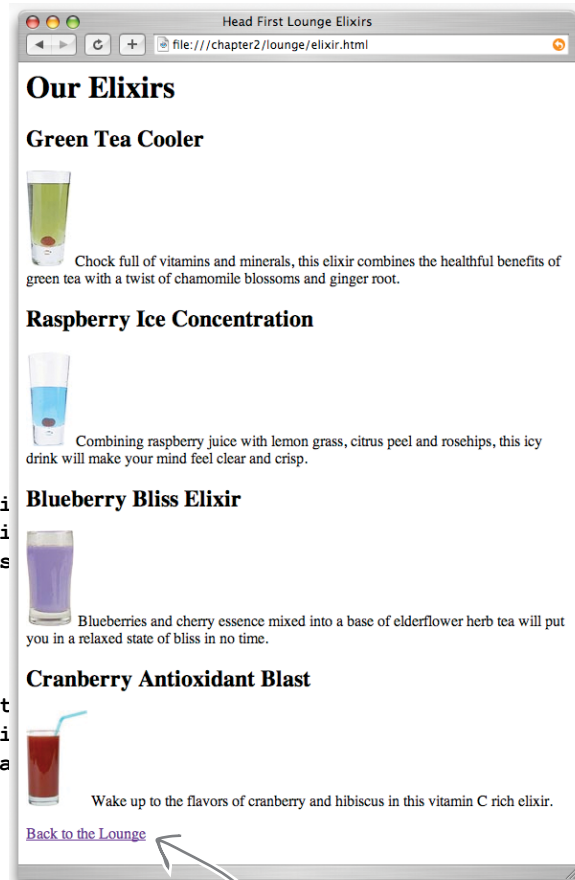 Head First Lounge Elixirs
file:///chapter2/lounge/elixir.html
Our Elixirs
Green Tea Cooler
Chock full of vitamins and minerals, this elixir combines the healthful benefits of
green tea with a twist of chamomile blossoms and ginger root.
Raspberry Ice Concentration
Combining raspberry juice with lemon grass, citrus peel and rosehips, this icy
drink will make your mind feel clear and crisp.
i
i
s
Blueberry Bliss Elixir
Blueberries and cherry essence mixed into a base of elderflower herb tea will put
you in a relaxed state of bliss in no time.
Cranberry Antioxidant Blast
t
i
a
Wake up to the flavors of cranberry and hibiscus in this vitamin C rich elixir.
Back to the Lounge